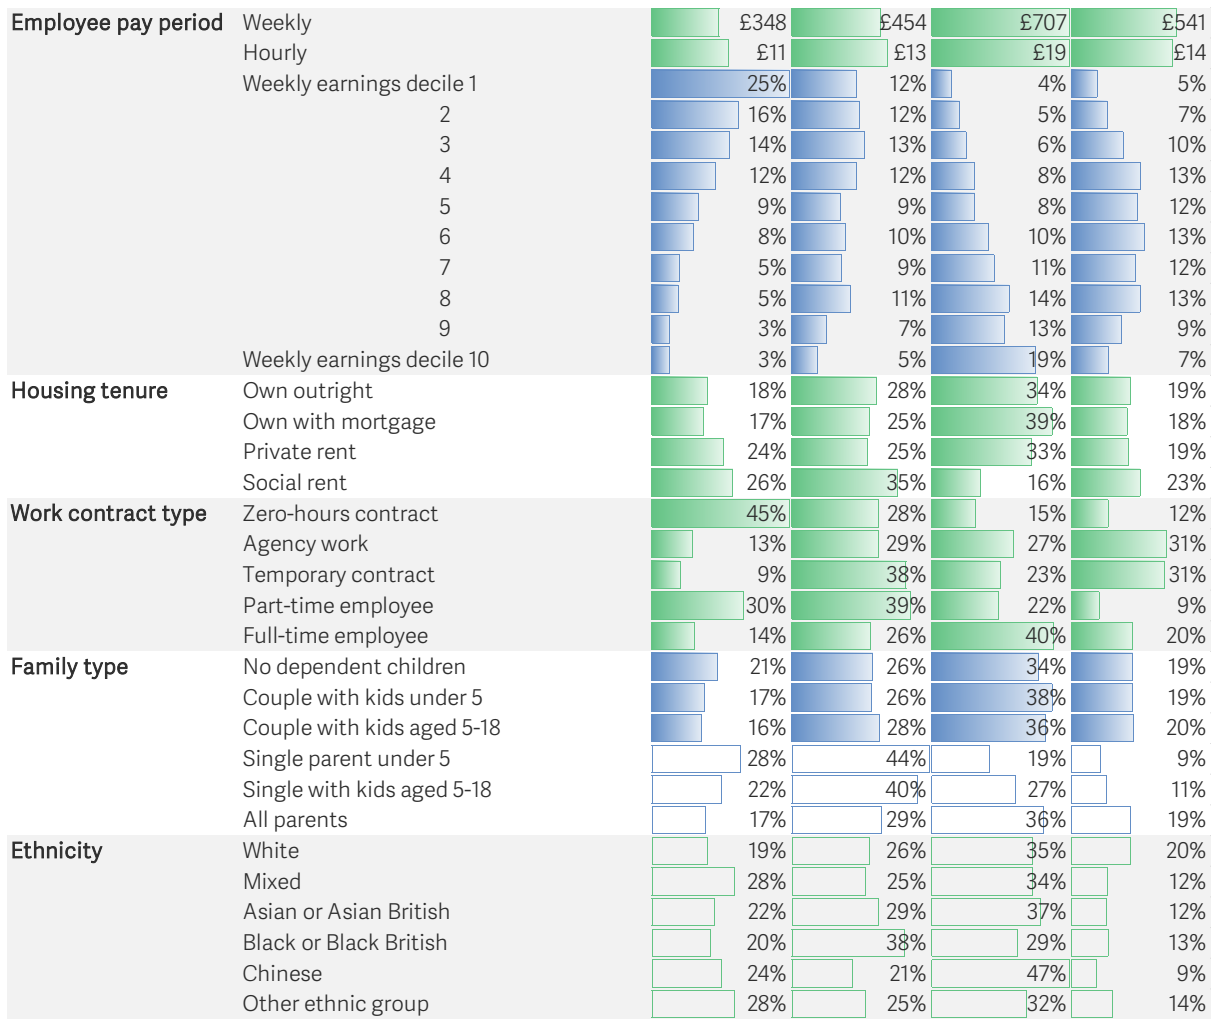 Employee pay period Weekly £348 £454 £707 £541
Hourly £11 £13 £19 £14
Weekly earnings decile 1 25% 12% 4% 5%
2 16% 12% 5% 7%
3 14% 13% 6% 10%
4 12% 12% 8% 13%
5 9% 9% 8% 12%
6 8% 10% 10% 13%
7 5% 9% 11% 12%
8 5% 11% 14% 13%
9 3% 7% 13% 9%
Weekly earnings decile 10 3% 5% 19% 7%
Housing tenure Own outright 18% 28% 34% 19%
Own with mortgage 17% 25% 39% 18%
Private rent 24% 25% 33% 19%
Social rent 26% 35% 16% 23%
Work contract type Zero-hours contract 45% 28% 15% 12%
Agency work 13% 29% 27% 31%
Temporary contract 9% 38% 23% 31%
Part-time employee 30% 39% 22% 9%
Full-time employee 14% 26% 40% 20%
Family type No dependent children 21% 26% 34% 19%
Couple with kids under 5 17% 26% 38% 19%
Couple with kids aged 5-18 16% 28% 36% 20%
Single parent under 5 28% 44% 19% 9%
Single with kids aged 5-18 22% 40% 27% 11%
All parents 17% 29% 36% 19%
Ethnicity White 19% 26% 35% 20%
Mixed 28% 25% 34% 12%
Asian or Asian British 22% 29% 37% 12%
Black or Black British 20% 38% 29% 13%
Chinese 24% 21% 47% 9%
Other ethnic group 28% 25% 32% 14%